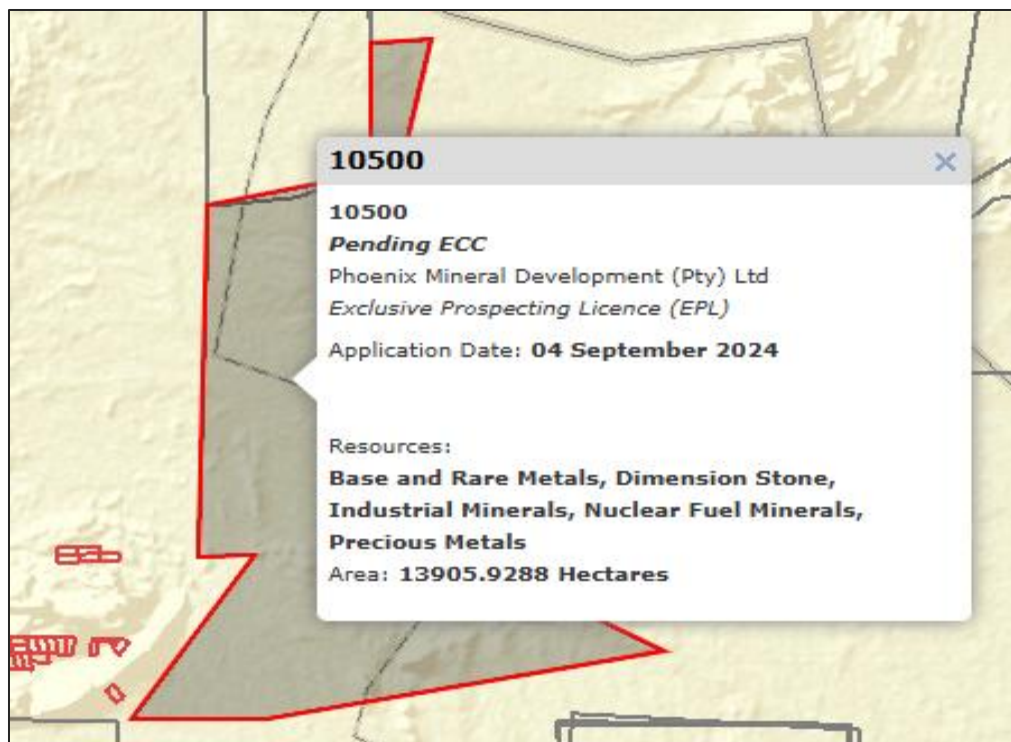 10500
10500
Pending ECC
Phoenix Mineral Development (Pty) Ltd
Exclusive Prospecting Licence (EPL)
Application Date: 04 September 2024
Resources:
Base and Rare Metals, Dimension Stone,
Industrial Minerals, Nuclear Fuel Minerals,
Precious Metals
Area: 13905.9288 Hectares